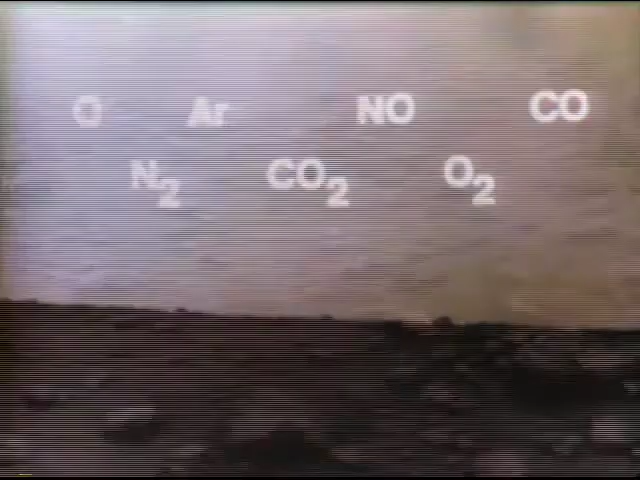 O Ar NO CO
N₂ CO₂ O₂